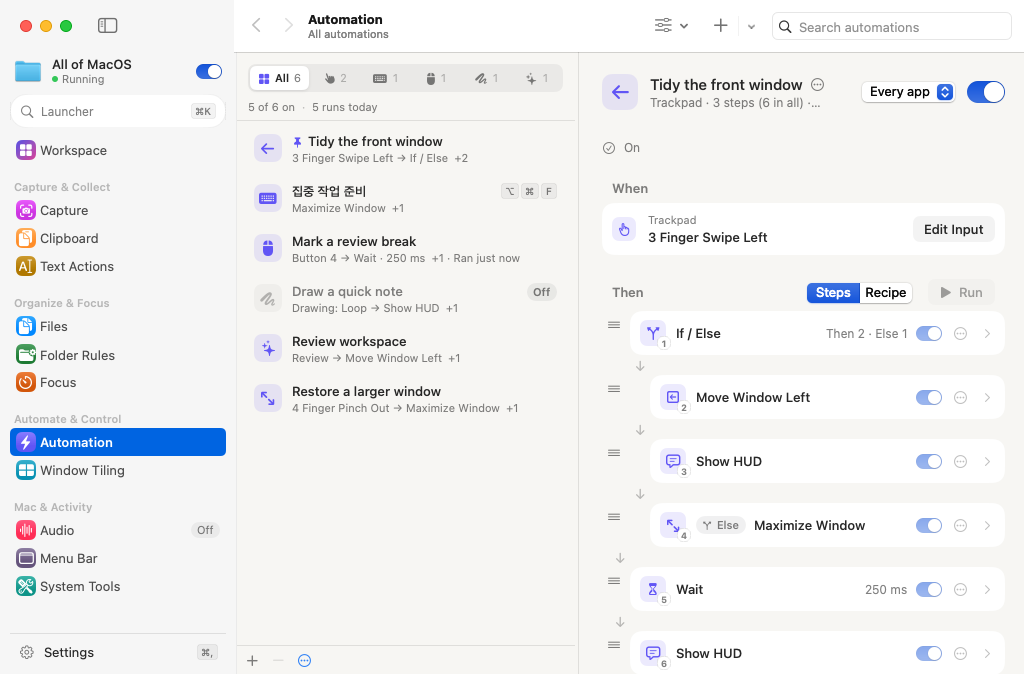 All of MacOS
Running
Launcher ⌘K
Workspace
Capture & Collect
Capture
Clipboard
Text Actions
Organize & Focus
Files
Folder Rules
Focus
Automate & Control
Automation
Window Tiling
Mac & Activity
Audio Off
Menu Bar
System Tools
Settings ⌘,
Automation
All automations
Search automations
All 6 2 1 1 1 1
5 of 6 on · 5 runs today
Tidy the front window
3 Finger Swipe Left → If / Else +2
집중 작업 준비 ⌥ ⌘ F
Maximize Window +1
Mark a review break
Button 4 → Wait · 250 ms +1 · Ran just now
Draw a quick note Off
Drawing: Loop → Show HUD +1
Review workspace
Review → Move Window Left +1
Restore a larger window
4 Finger Pinch Out → Maximize Window +1
Tidy the front window
Trackpad · 3 steps (6 in all) ·...
Every app
On
When
Trackpad
3 Finger Swipe Left
Edit Input
Then Steps Recipe Run
1 If / Else Then 2 · Else 1
2 Move Window Left
3 Show HUD
4 Else Maximize Window
5 Wait 250 ms
6 Show HUD